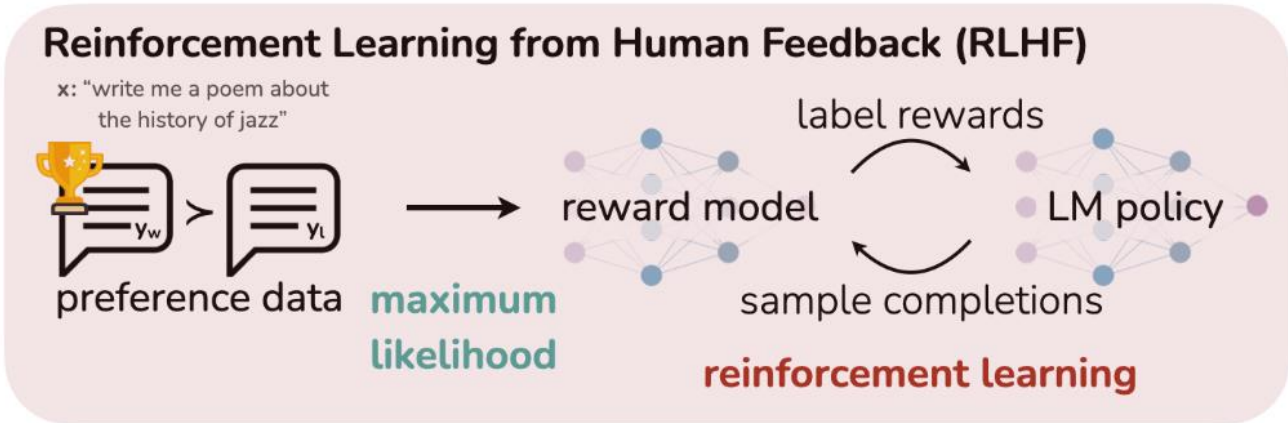 Reinforcement Learning from Human Feedback (RLHF)
x: “write me a poem about
the history of jazz”
label rewards
yw
≻
yl
reward model
LM policy
preference data
maximum
likelihood
sample completions
reinforcement learning